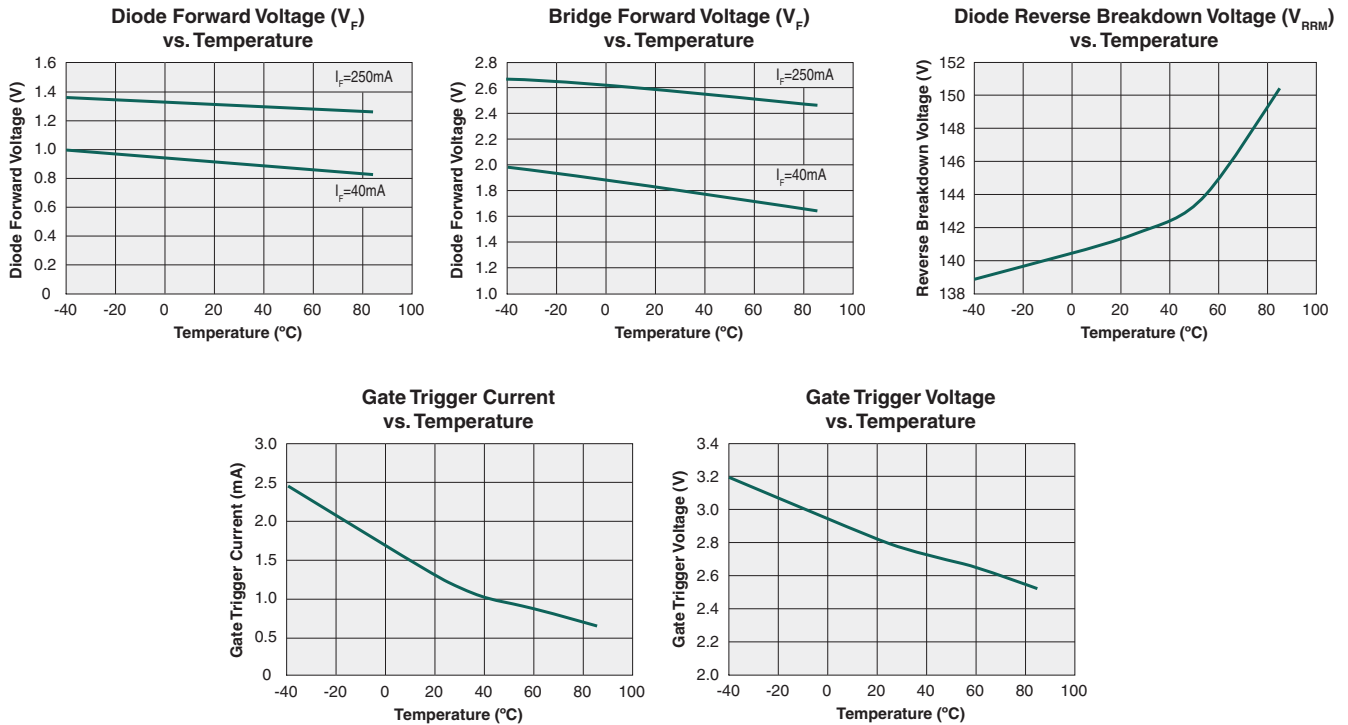 Diode Forward Voltage (VF)
vs. Temperature
Diode Forward Voltage (V)
1.6
1.4
1.2
1.0
0.8
0.6
0.4
0.2
0
IF=250mA
IF=40mA
-40 -20 0 20 40 60 80 100
Temperature (ºC)
Bridge Forward Voltage (VF)
vs. Temperature
Diode Forward Voltage (V)
2.8
2.6
2.4
2.2
2.0
1.8
1.6
1.4
1.2
1.0
IF=250mA
IF=40mA
-40 -20 0 20 40 60 80 100
Temperature (ºC)
Diode Reverse Breakdown Voltage (VRRM)
vs. Temperature
Reverse Breakdown Voltage (V)
152
150
148
146
144
142
140
138
-40 -20 0 20 40 60 80 100
Temperature (ºC)
Gate Trigger Current
vs. Temperature
Gate Trigger Current (mA)
3.0
2.5
2.0
1.5
1.0
0.5
0
-40 -20 0 20 40 60 80 100
Temperature (ºC)
Gate Trigger Voltage
vs. Temperature
Gate Trigger Voltage (V)
3.4
3.2
3.0
2.8
2.6
2.4
2.2
2.0
-40 -20 0 20 40 60 80 100
Temperature (ºC)